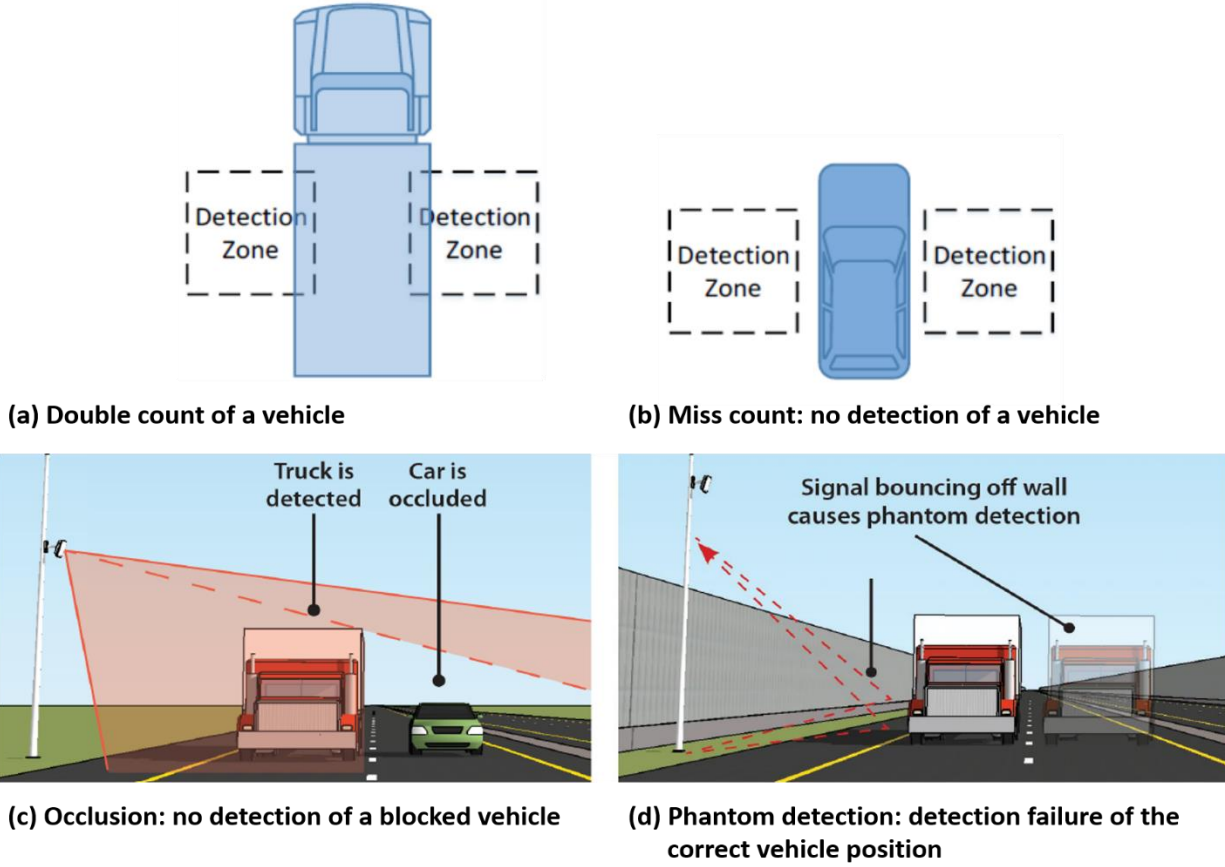 Detection
Zone
Detection
Zone
Detection
Zone
Detection
Zone
(a) Double count of a vehicle
(b) Miss count: no detection of a vehicle
Truck is
detected
Car is
occluded
Signal bouncing off wall
causes phantom detection
(c) Occlusion: no detection of a blocked vehicle
(d) Phantom detection: detection failure of the
correct vehicle position